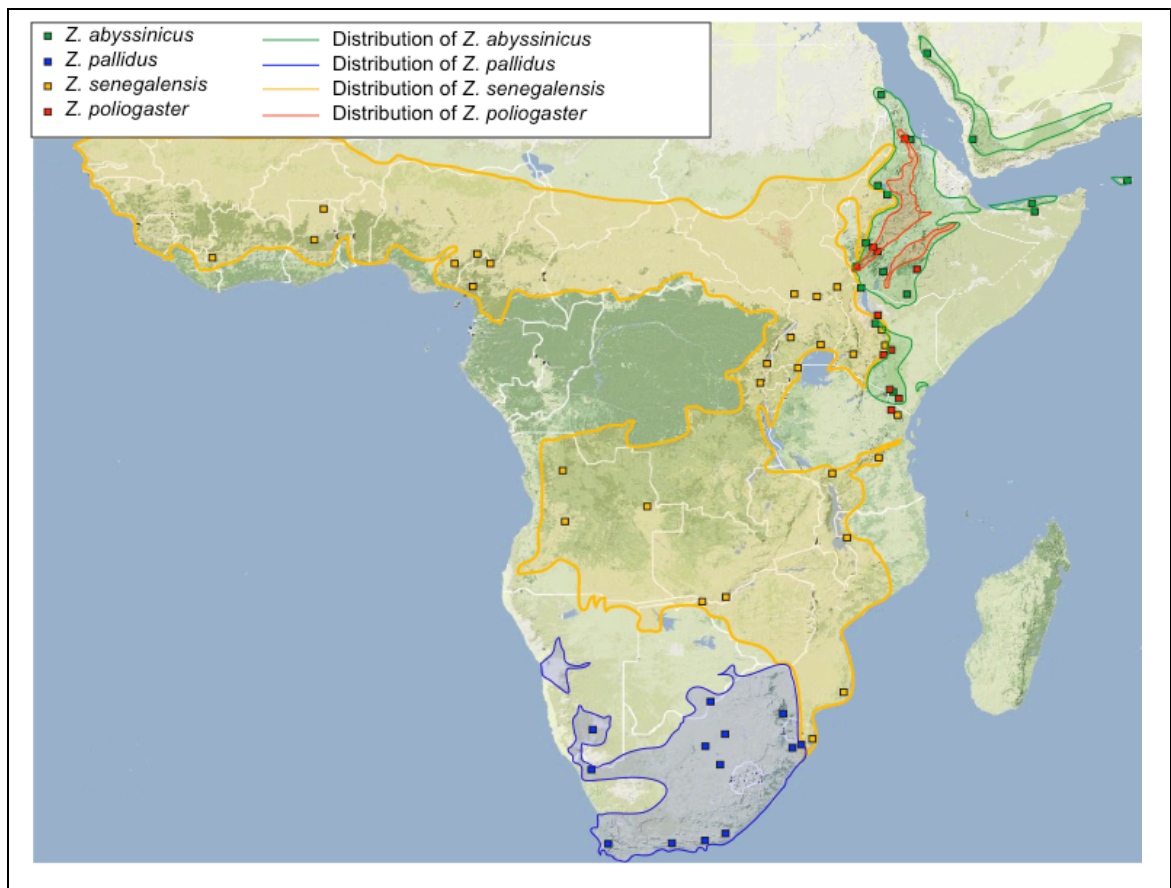 Z. abyssinicus Distribution of Z. abyssinicus
Z. pallidus Distribution of Z. pallidus
Z. senegalensis Distribution of Z. senegalensis
Z. poliogaster Distribution of Z. poliogaster